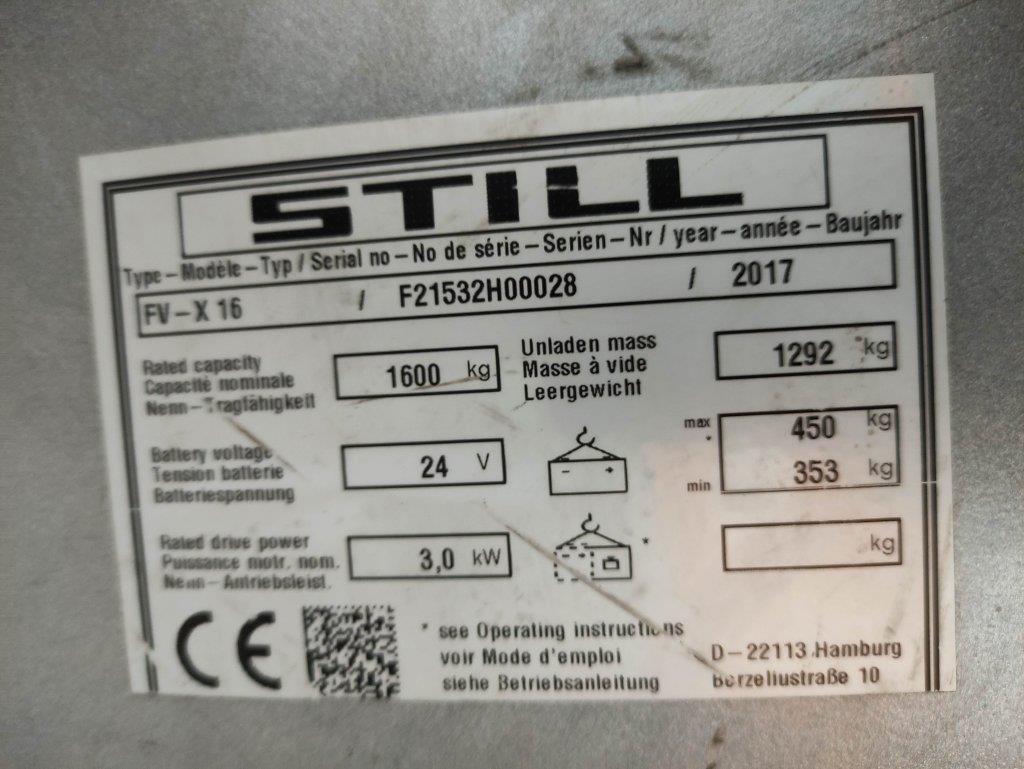 STILL
Type – Modèle – Typ / Serial no – No de série – Serien – Nr / year – année – Baujahr
FV – X 16 / F21532H00028 / 2017
Rated capacity
Capacité nominale
Nenn – Tragfähigkeit
1600 kg
Unladen mass
Masse à vide
Leergewicht
1292 kg
Battery voltage
Tension batterie
Batteriespannung
24 V
– +
max
*
min
450 kg
353 kg
Rated drive power
Puissance motr. nom.
Nenn – Antriebsleist.
3,0 kW
*
kg
CE
* see Operating instructions
voir Mode d'emploi
siehe Betriebsanleitung
D – 22113 Hamburg
Berzeliustraße 10